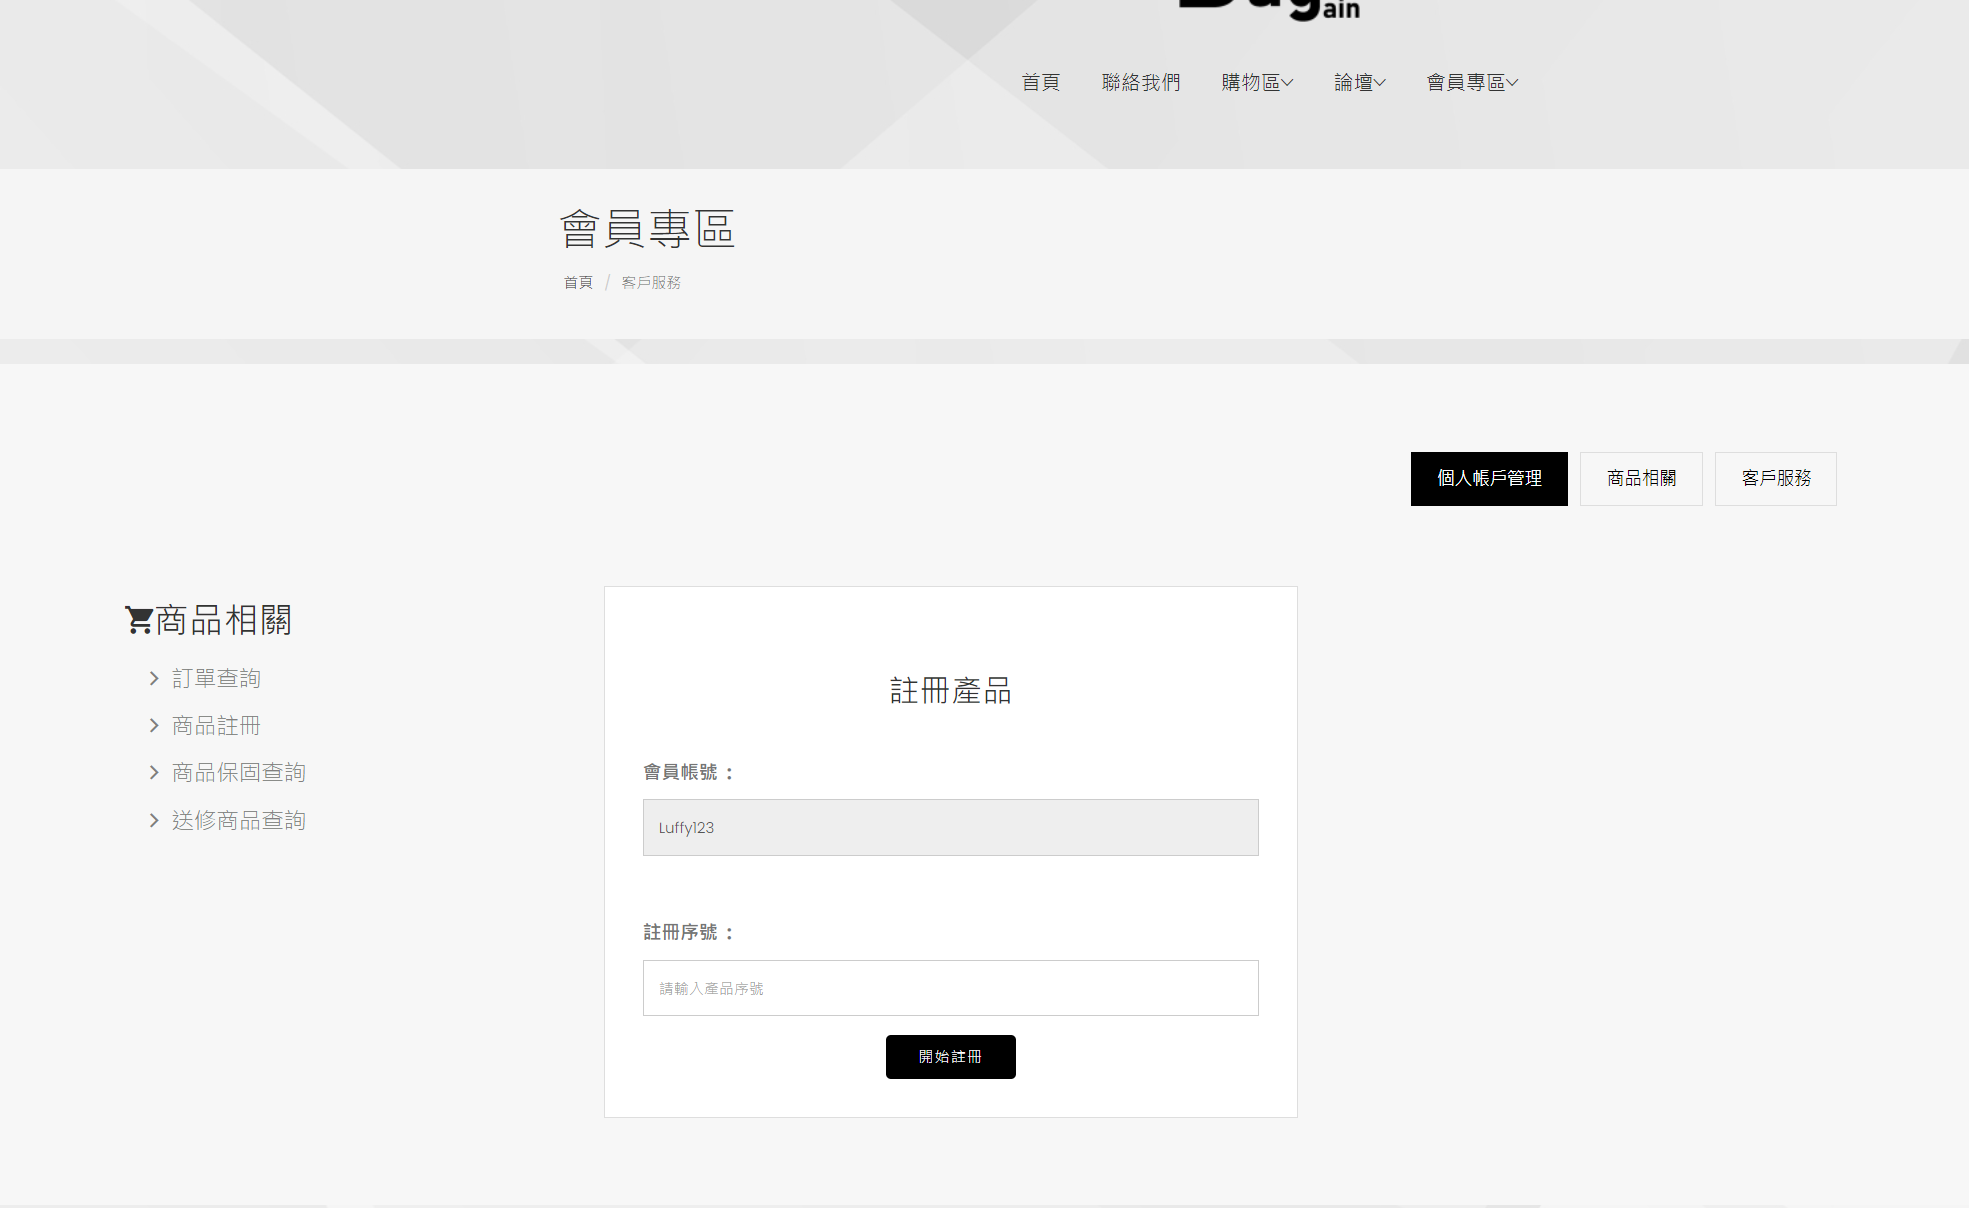 ain
首頁 聯絡我們 購物區 論壇 會員專區
會員專區
首頁 / 客戶服務
個人帳戶管理 商品相關 客戶服務
商品相關
訂單查詢
商品註冊
商品保固查詢
送修商品查詢
註冊產品
會員帳號 ：
Luffy123
註冊序號 ：
請輸入產品序號
開始註冊